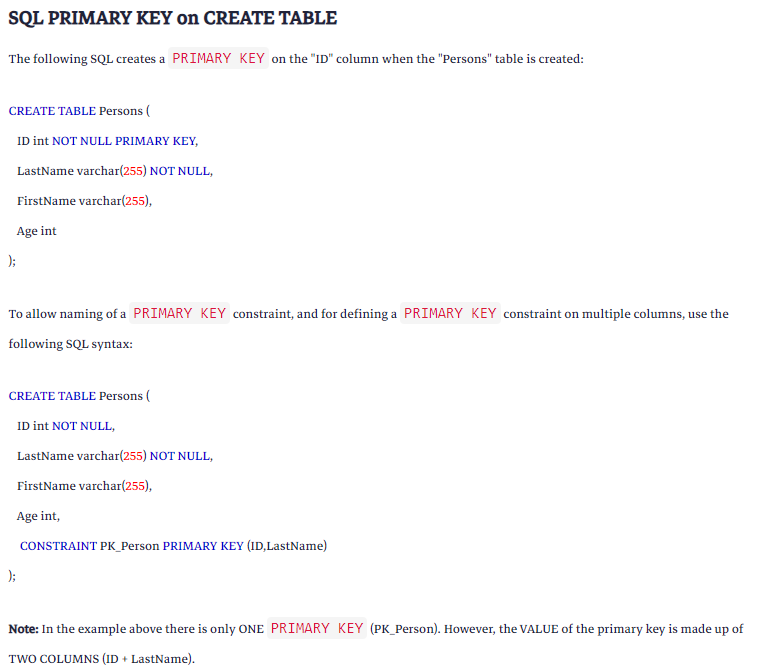 SQL PRIMARY KEY on CREATE TABLE
The following SQL creates a PRIMARY KEY on the "ID" column when the "Persons" table is created:
CREATE TABLE Persons (
ID int NOT NULL PRIMARY KEY,
LastName varchar(255) NOT NULL,
FirstName varchar(255),
Age int
);
To allow naming of a PRIMARY KEY constraint, and for defining a PRIMARY KEY constraint on multiple columns, use the
following SQL syntax:
CREATE TABLE Persons (
ID int NOT NULL,
LastName varchar(255) NOT NULL,
FirstName varchar(255),
Age int,
CONSTRAINT PK_Person PRIMARY KEY (ID,LastName)
);
Note: In the example above there is only ONE PRIMARY KEY (PK_Person). However, the VALUE of the primary key is made up of
TWO COLUMNS (ID + LastName).